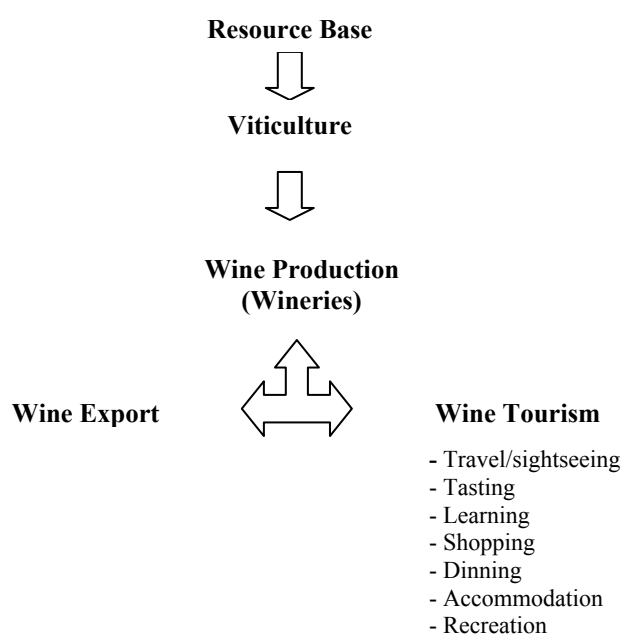 Resource Base
Viticulture
Wine Production
(Wineries)
Wine Export
Wine Tourism
- Travel/sightseeing
- Tasting
- Learning
- Shopping
- Dinning
- Accommodation
- Recreation